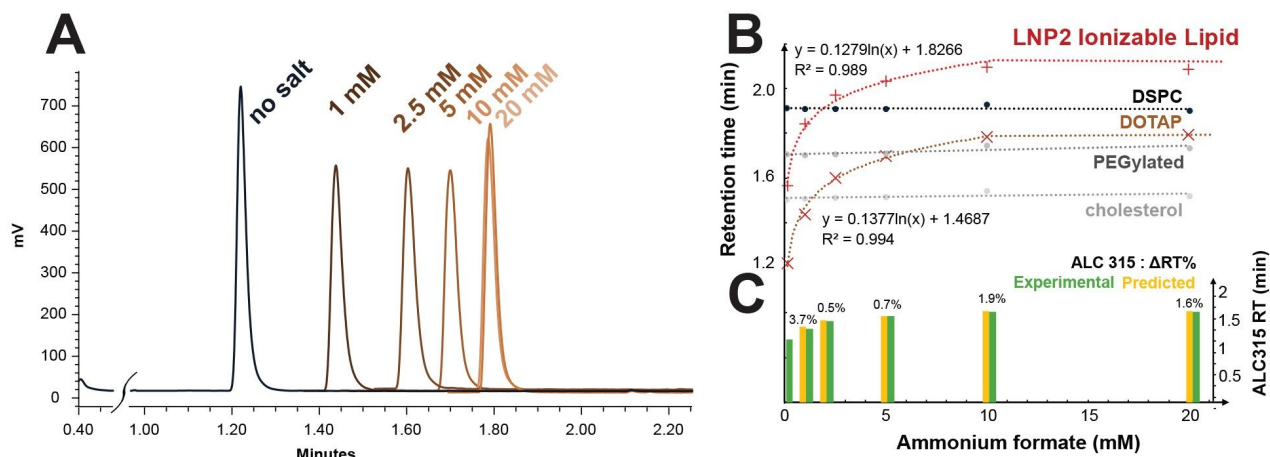 A
no salt
1 mM
2.5 mM
5 mM
10 mM
20 mM
700
600
500
400
300
200
100
0
mV
0.40 1.00 1.20 1.40 1.60 1.80 2.00 2.20
Minutes
B
y = 0.1279ln(x) + 1.8266
R² = 0.989
LNP2 Ionizable Lipid
DSPC
DOTAP
PEGylated
cholesterol
y = 0.1377ln(x) + 1.4687
R² = 0.994
2.0
1.6
1.2
Retention time (min)
C
ALC 315 : ΔRT%
Experimental Predicted
3.7% 0.5% 0.7% 1.9% 1.6%
2
1.5
1
0.5
ALC315 RT (min)
0 5 10 15 20
Ammonium formate (mM)